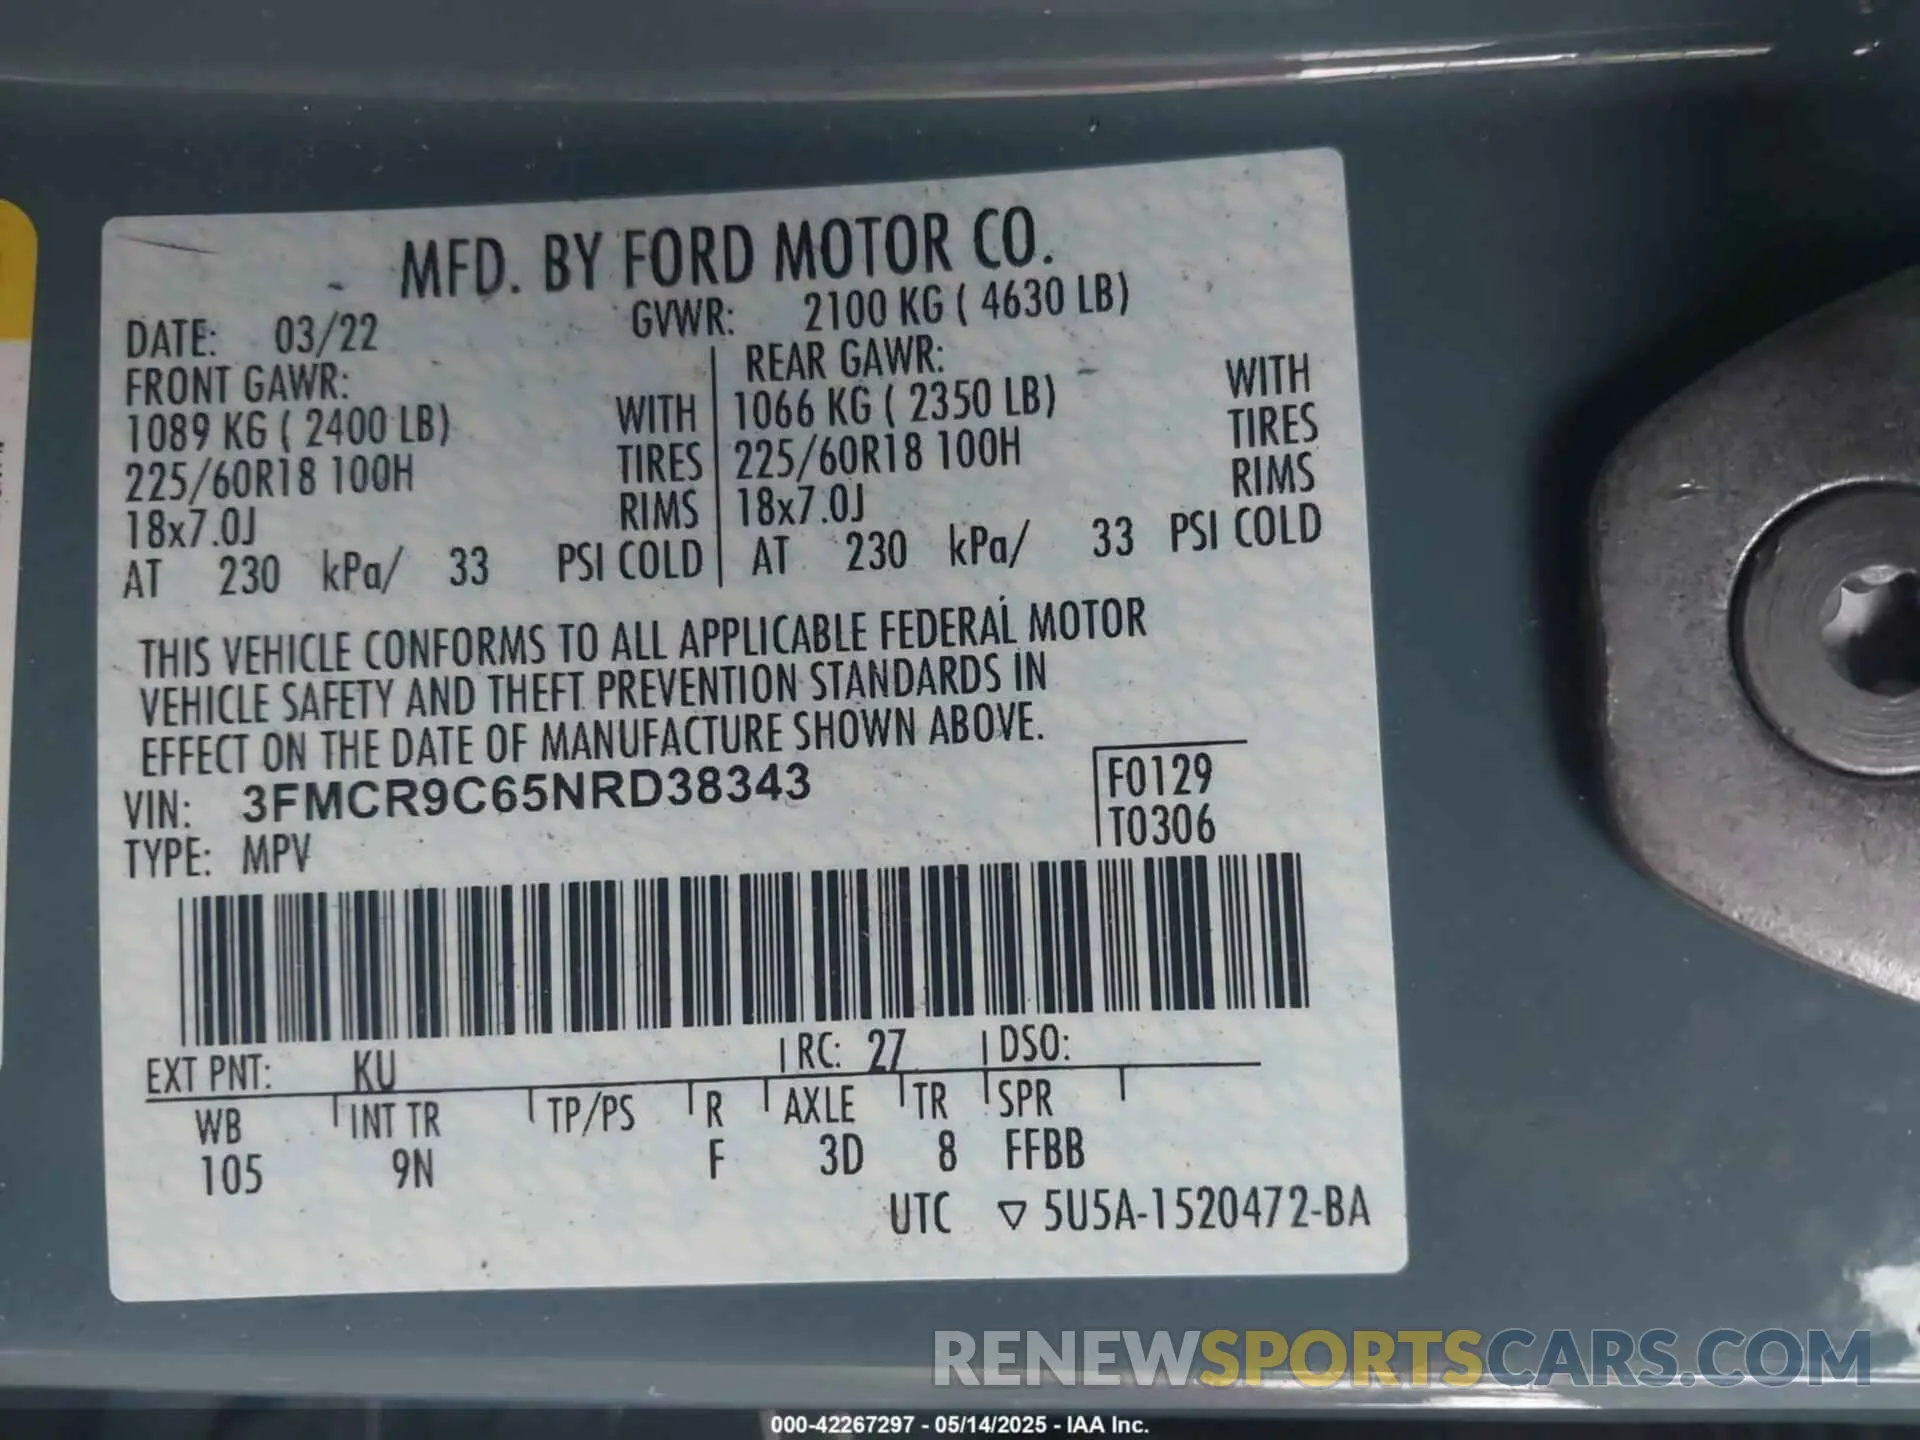 MFD. BY FORD MOTOR CO.
DATE: 03/22 GVWR: 2100 KG ( 4630 LB)
FRONT GAWR: REAR GAWR:
1089 KG ( 2400 LB) WITH 1066 KG ( 2350 LB) WITH
225/60R18 100H TIRES 225/60R18 100H TIRES
18x7.0J RIMS 18x7.0J RIMS
AT 230 kPa/ 33 PSI COLD AT 230 kPa/ 33 PSI COLD
THIS VEHICLE CONFORMS TO ALL APPLICABLE FEDERAL MOTOR
VEHICLE SAFETY AND THEFT PREVENTION STANDARDS IN
EFFECT ON THE DATE OF MANUFACTURE SHOWN ABOVE.
VIN: 3FMCR9C65NRD38343 F0129
TYPE: MPV T0306
EXT PNT: KU RC: 27 DSO:
WB INT TR TP/PS R AXLE TR SPR
105 9N F 3D 8 FFBB
UTC ▽ 5U5A-1520472-BA
RENEWSPORTSCARS.COM
000-42267297 - 05/14/2025 - IAA Inc.